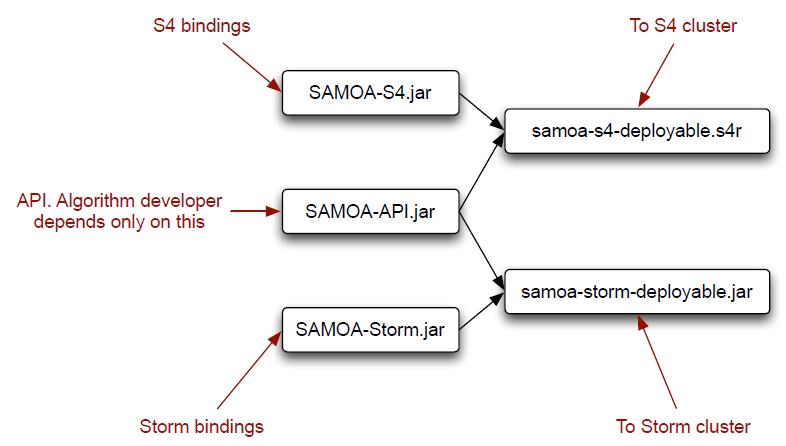 S4 bindings
To S4 cluster
SAMOA-S4.jar
samoa-s4-deployable.s4r
API. Algorithm developer
depends only on this
SAMOA-API.jar
samoa-storm-deployable.jar
SAMOA-Storm.jar
Storm bindings
To Storm cluster